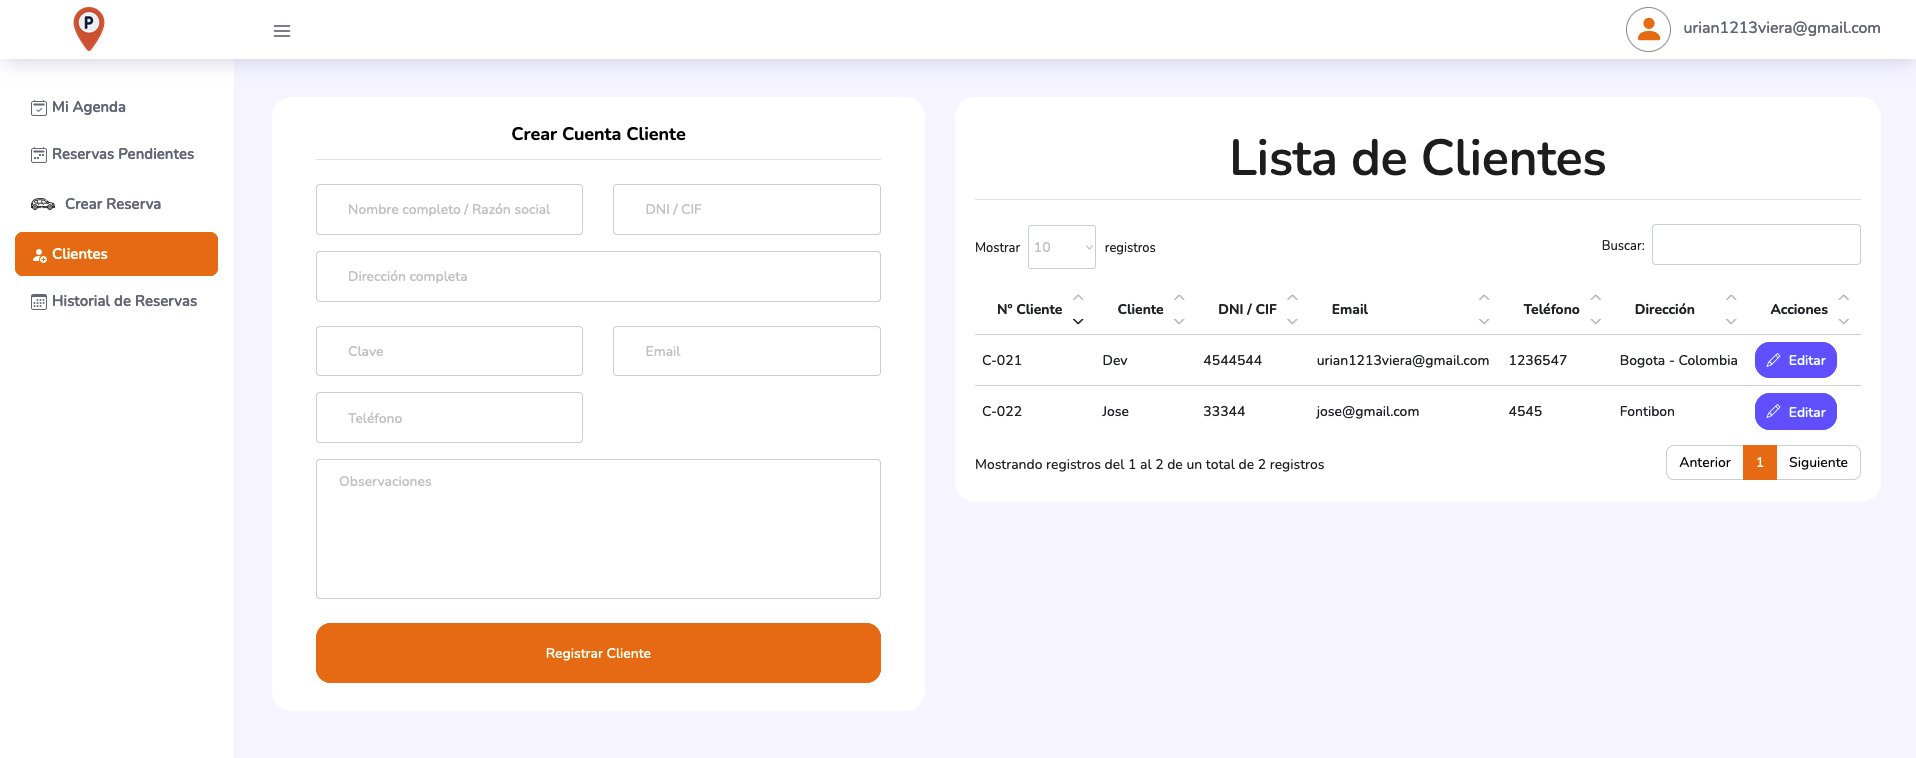 P
urian1213viera@gmail.com
Mi Agenda
Reservas Pendientes
Crear Reserva
Clientes
Historial de Reservas
Crear Cuenta Cliente
Nombre completo / Razón social
DNI / CIF
Dirección completa
Clave
Email
Teléfono
Observaciones
Registrar Cliente
Lista de Clientes
Mostrar 10 registros
Buscar:
N° Cliente Cliente DNI / CIF Email Teléfono Dirección Acciones
C-021 Dev 4544544 urian1213viera@gmail.com 1236547 Bogota - Colombia Editar
C-022 Jose 33344 jose@gmail.com 4545 Fontibon Editar
Mostrando registros del 1 al 2 de un total de 2 registros
Anterior 1 Siguiente